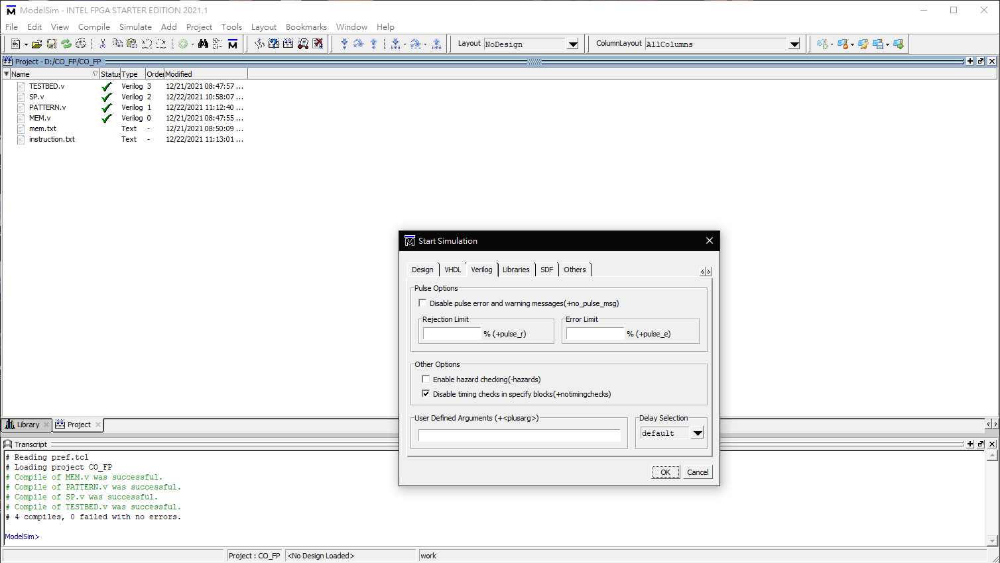 ModelSim - INTEL FPGA STARTER EDITION 2021.1
File Edit View Compile Simulate Add Project Tools Layout Bookmarks Window Help
Layout NoDesign ColumnLayout AllColumns
Project - D:/CO_FP/CO_FP
Name Status Type Order Modified
TESTBED.v Verilog 3 12/21/2021 08:47:57 ...
SP.v Verilog 2 12/22/2021 10:58:07 ...
PATTERN.v Verilog 1 12/22/2021 11:12:40 ...
MEM.v Verilog 0 12/21/2021 08:47:55 ...
mem.txt Text - 12/21/2021 08:50:09 ...
instruction.txt Text - 12/22/2021 11:13:01 ...
Start Simulation
Design VHDL Verilog Libraries SDF Others
Pulse Options
Disable pulse error and warning messages(+no_pulse_msg)
Rejection Limit Error Limit
% (+pulse_r) % (+pulse_e)
Other Options
Enable hazard checking(-hazards)
Disable timing checks in specify blocks(+notimingchecks)
User Defined Arguments (+<plusarg>) Delay Selection
default
OK Cancel
Library Project
Transcript
# Reading pref.tcl
# Loading project CO_FP
# Compile of MEM.v was successful.
# Compile of PATTERN.v was successful.
# Compile of SP.v was successful.
# Compile of TESTBED.v was successful.
# 4 compiles, 0 failed with no errors.
ModelSim>
Project : CO_FP <No Design Loaded> work